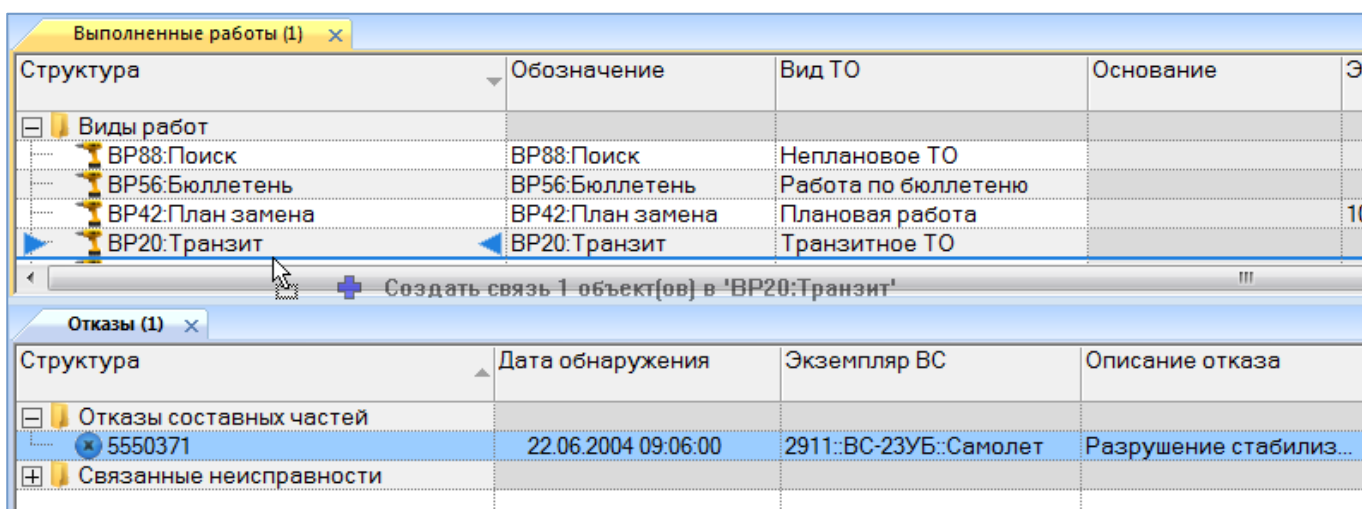 Выполненные работы (1)
Структура Обозначение Вид ТО Основание Э
Виды работ
ВР88:Поиск ВР88:Поиск Неплановое ТО
ВР56:Бюллетень ВР56:Бюллетень Работа по бюллетеню
ВР42:План замена ВР42:План замена Плановая работа 10
ВР20:Транзит ВР20:Транзит Транзитное ТО
Создать связь 1 объект(ов) в 'ВР20:Транзит'
Отказы (1)
Структура Дата обнаружения Экземпляр ВС Описание отказа
Отказы составных частей
5550371 22.06.2004 09:06:00 2911::ВС-23УБ::Самолет Разрушение стабилиз...
Связанные неисправности